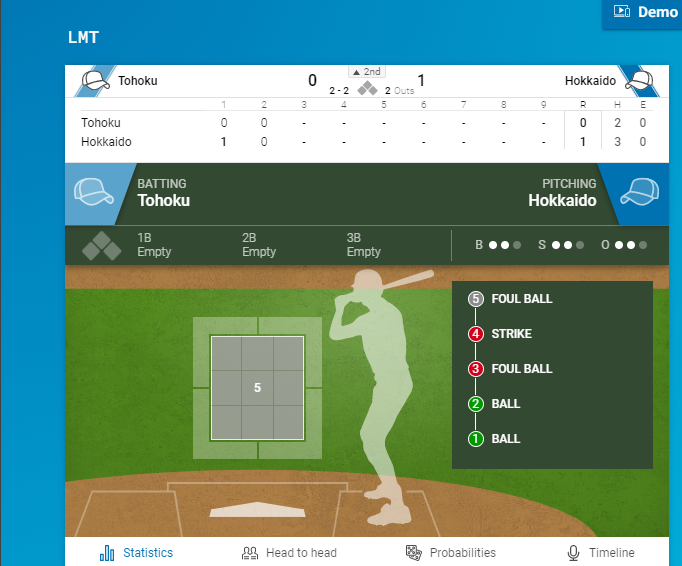 Demo
LMT
Tohoku 0 ▲ 2nd 1 Hokkaido
2 - 2 2 Outs
1 2 3 4 5 6 7 8 9 R H E
Tohoku 0 0 - - - - - - - 0 2 0
Hokkaido 1 0 - - - - - - - 1 3 0
BATTING PITCHING
Tohoku Hokkaido
1B 2B 3B B S O
Empty Empty Empty
5 FOUL BALL
4 STRIKE
3 FOUL BALL
5
2 BALL
1 BALL
Statistics Head to head Probabilities Timeline